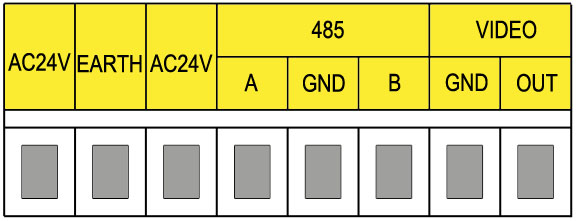 AC24V EARTH AC24V 485 VIDEO
A GND B GND OUT